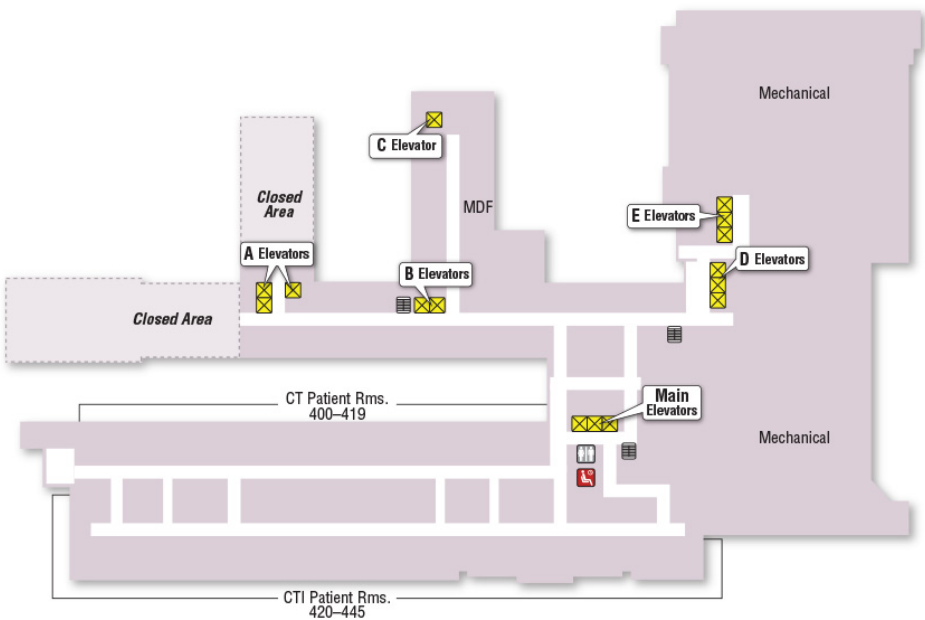 Mechanical
C Elevator
Closed
Area
MDF
E Elevators
A Elevators
B Elevators
D Elevators
Closed Area
CT Patient Rms.
400–419
Main
Elevators
Mechanical
CTI Patient Rms.
420–445